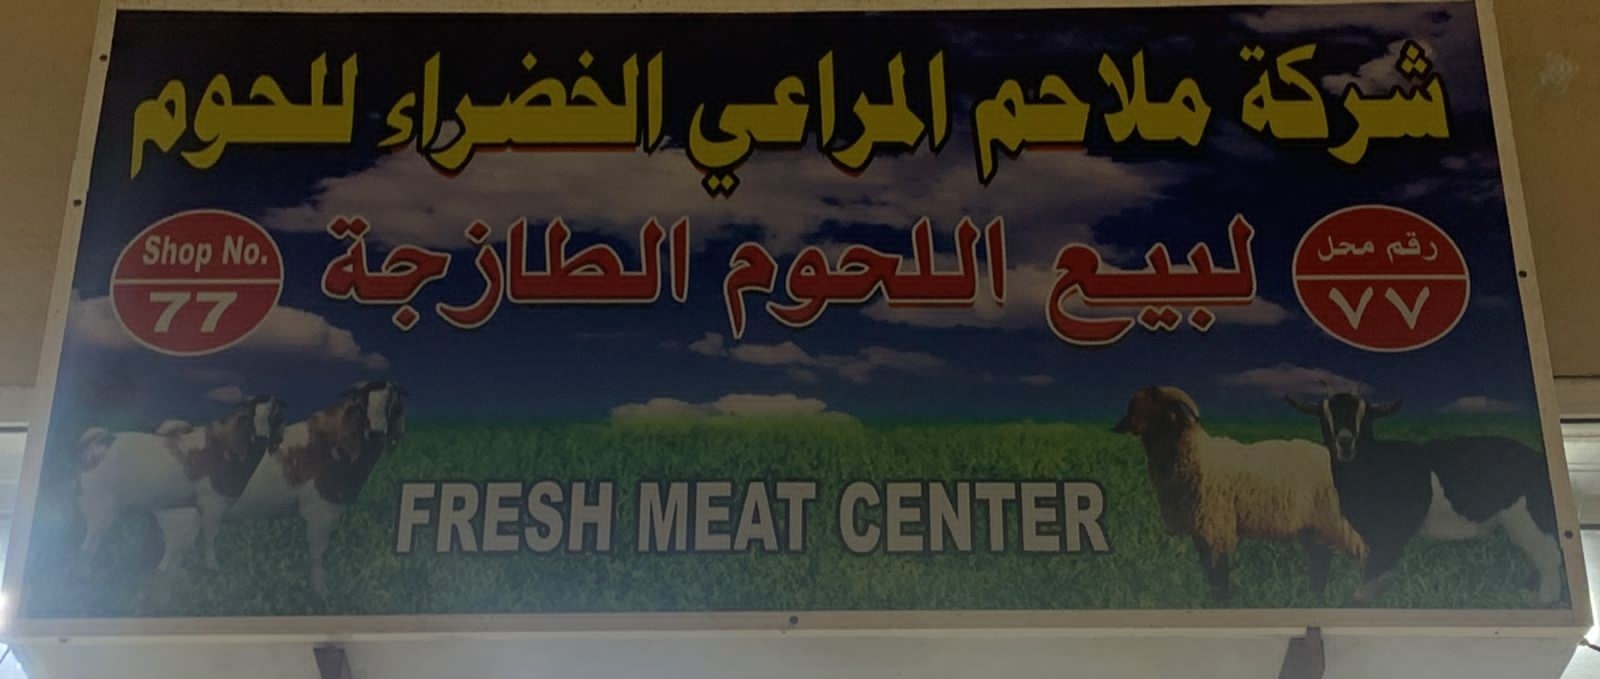 شركة ملاحم المراعي الخضراء للحوم
لبيع اللحوم الطازجة
رقم محل
٧٧
Shop No.
77
FRESH MEAT CENTER